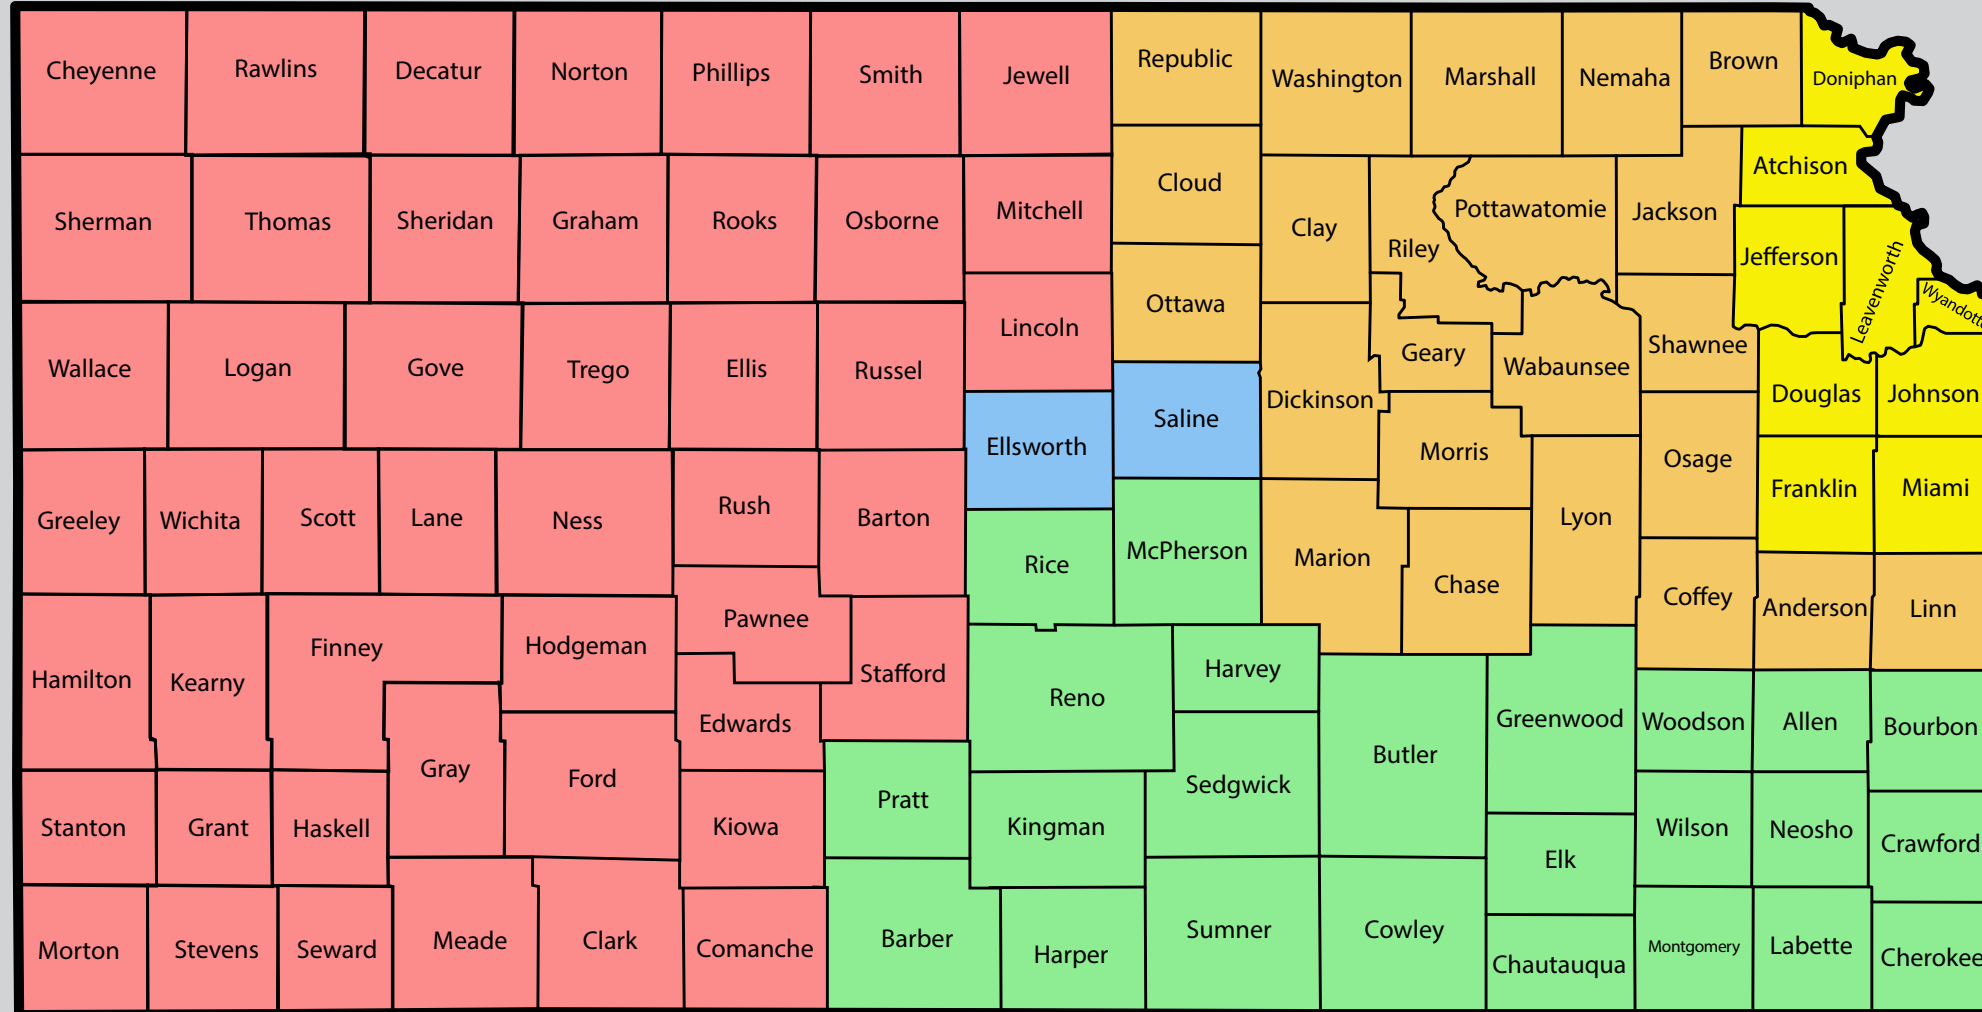 Cheyenne
Rawlins
Decatur
Norton
Phillips
Smith
Jewell
Republic
Washington
Marshall
Nemaha
Brown
Doniphan
Sherman
Thomas
Sheridan
Graham
Rooks
Osborne
Mitchell
Cloud
Clay
Riley
Pottawatomie
Jackson
Atchison
Jefferson
Leavenworth
Wyandott
Wallace
Logan
Gove
Trego
Ellis
Russel
Lincoln
Ottawa
Dickinson
Geary
Wabaunsee
Shawnee
Douglas
Johnson
Ellsworth
Saline
Morris
Osage
Franklin
Miami
Greeley
Wichita
Scott
Lane
Ness
Rush
Barton
Rice
McPherson
Marion
Chase
Lyon
Coffey
Anderson
Linn
Hamilton
Kearny
Finney
Hodgeman
Pawnee
Stafford
Edwards
Reno
Harvey
Butler
Greenwood
Woodson
Allen
Bourbon
Gray
Ford
Pratt
Kingman
Sedgwick
Stanton
Grant
Haskell
Kiowa
Elk
Wilson
Neosho
Crawford
Morton
Stevens
Seward
Meade
Clark
Comanche
Barber
Harper
Sumner
Cowley
Chautauqua
Montgomery
Labette
Cherokee